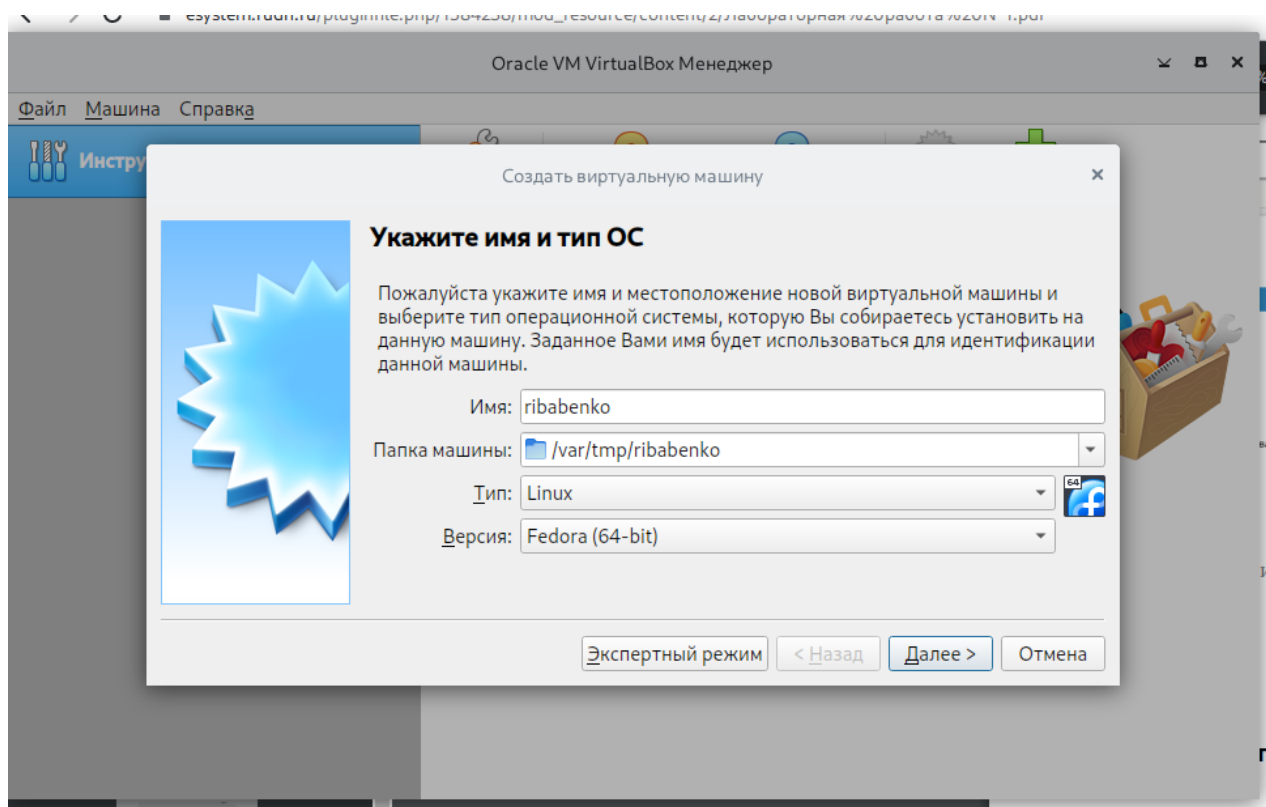 Oracle VM VirtualBox Менеджер
Файл Машина Справка
Создать виртуальную машину
Укажите имя и тип ОС
Пожалуйста укажите имя и местоположение новой виртуальной машины и
выберите тип операционной системы, которую Вы собираетесь установить на
данную машину. Заданное Вами имя будет использоваться для идентификации
данной машины.
Имя: ribabenko
Папка машины: /var/tmp/ribabenko
Тип: Linux
64
Версия: Fedora (64-bit)
Экспертный режим < Назад Далее > Отмена